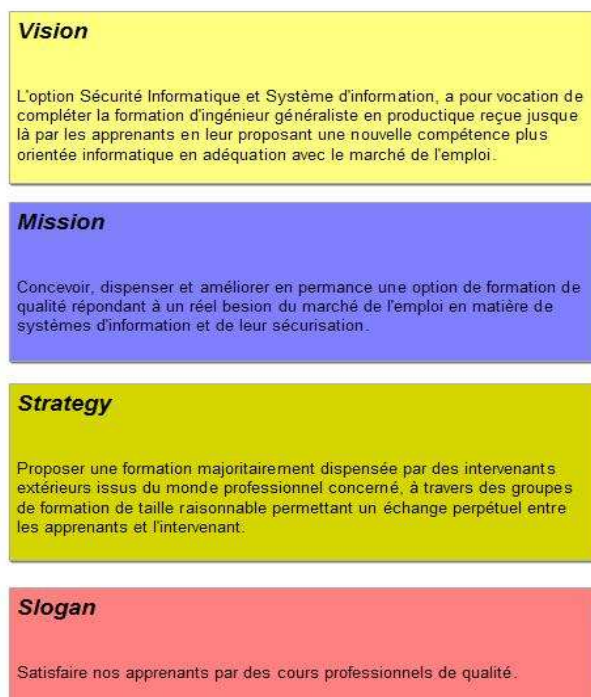 Vision
L'option Sécurité Informatique et Système d'information, a pour vocation de
compléter la formation d'ingénieur généraliste en productique reçue jusque
là par les apprenants en leur proposant une nouvelle compétence plus
orientée informatique en adéquation avec le marché de l'emploi.
Mission
Concevoir, dispenser et améliorer en permance une option de formation de
qualité répondant à un réel besion du marché de l'emploi en matière de
systèmes d'information et de leur sécurisation.
Strategy
Proposer une formation majoritairement dispensée par des intervenants
extérieurs issus du monde professionnel concerné, à travers des groupes
de formation de taille raisonnable permettant un échange perpétuel entre
les apprenants et l'intervenant.
Slogan
Satisfaire nos apprenants par des cours professionnels de qualité.